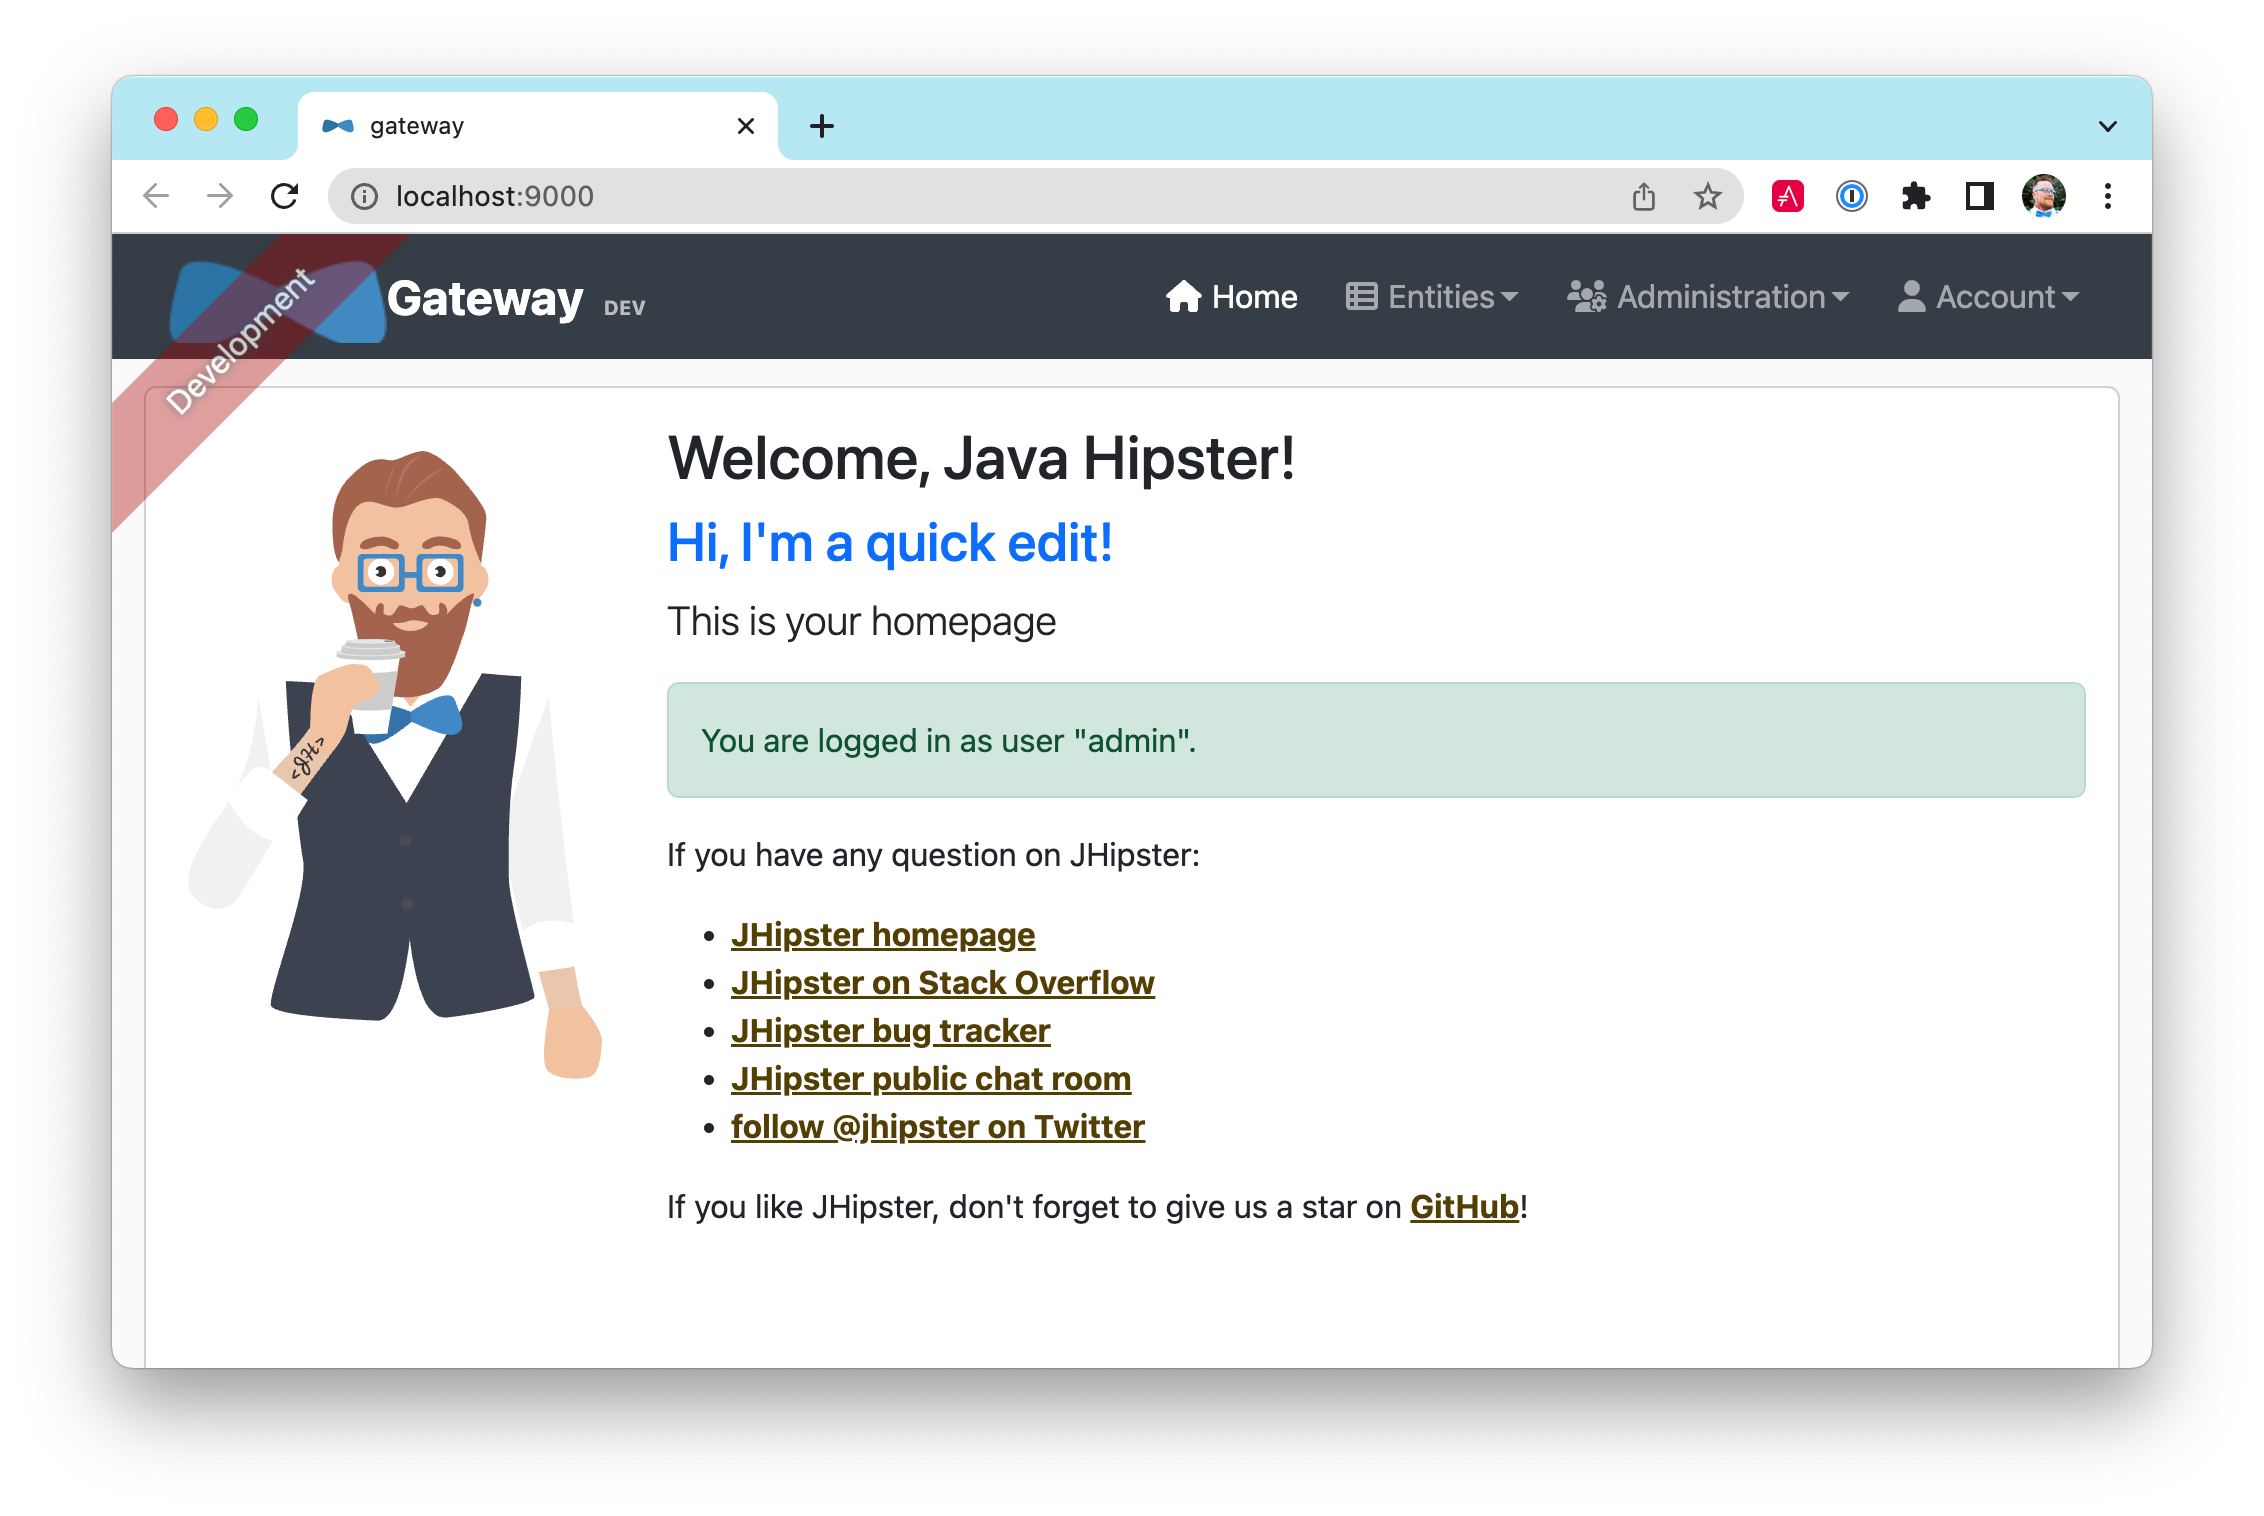 gateway
localhost:9000
Development
Gateway DEV
Home Entities Administration Account
Welcome, Java Hipster!
Hi, I'm a quick edit!
This is your homepage
You are logged in as user "admin".
<JH>
If you have any question on JHipster:
JHipster homepage
JHipster on Stack Overflow
JHipster bug tracker
JHipster public chat room
follow @jhipster on Twitter
If you like JHipster, don't forget to give us a star on GitHub!